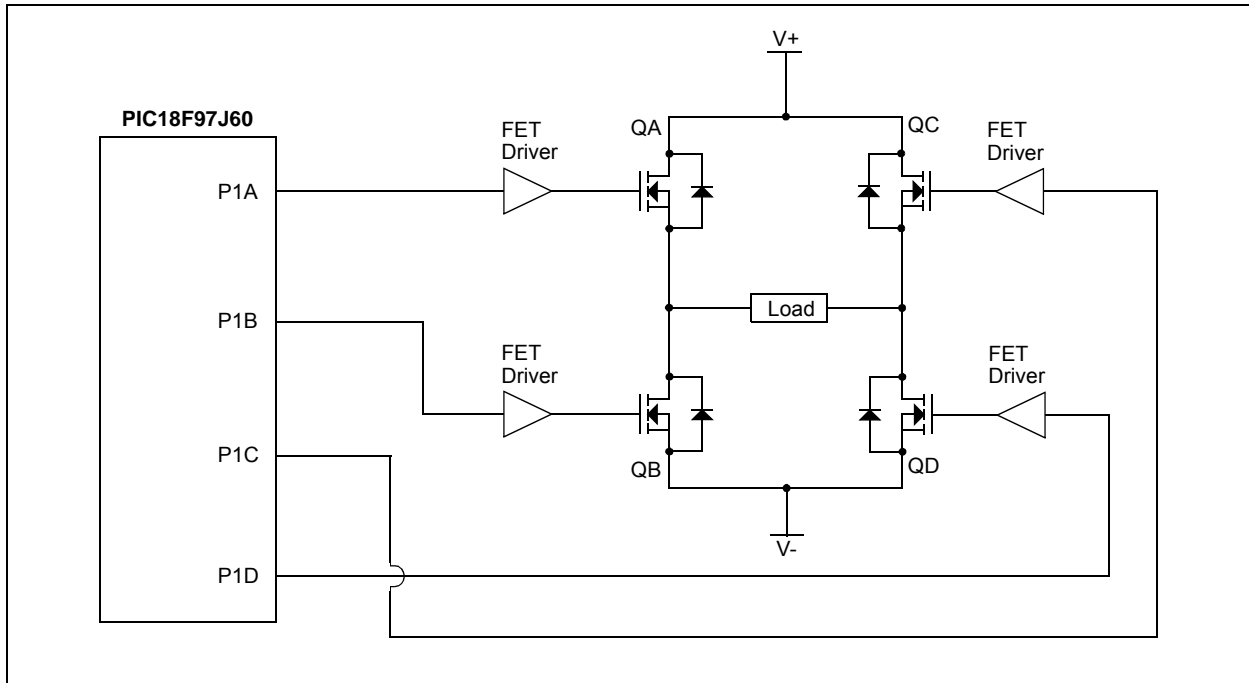 V+
PIC18F97J60
FET
Driver
QA
QC
FET
Driver
P1A
P1B
Load
FET
Driver
FET
Driver
P1C
QB
QD
V-
P1D